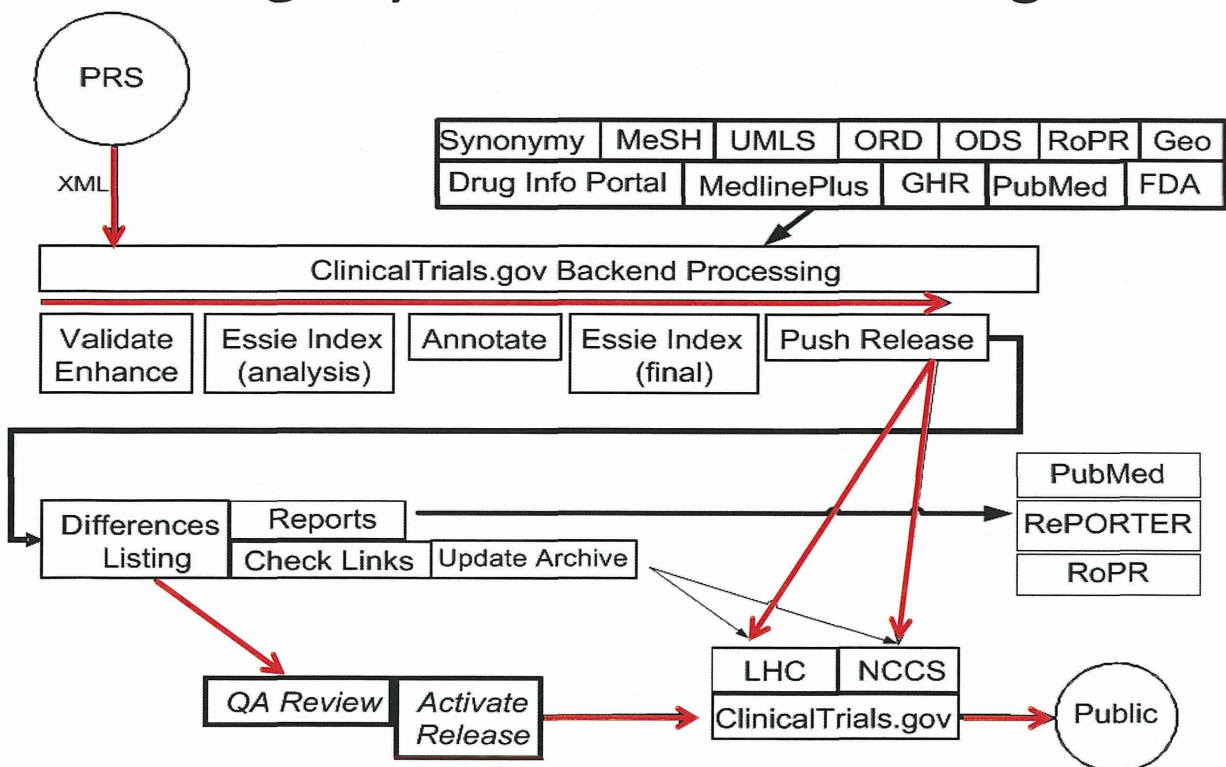 PRS
XML
Synonymy MeSH UMLS ORD ODS RoPR Geo
Drug Info Portal MedlinePlus GHR PubMed FDA
ClinicalTrials.gov Backend Processing
Validate
Enhance
Essie Index
(analysis)
Annotate
Essie Index
(final)
Push Release
Differences
Listing
Reports
Check Links
Update Archive
PubMed
RePORTER
RoPR
QA Review
Activate
Release
LHC NCCS
ClinicalTrials.gov
Public